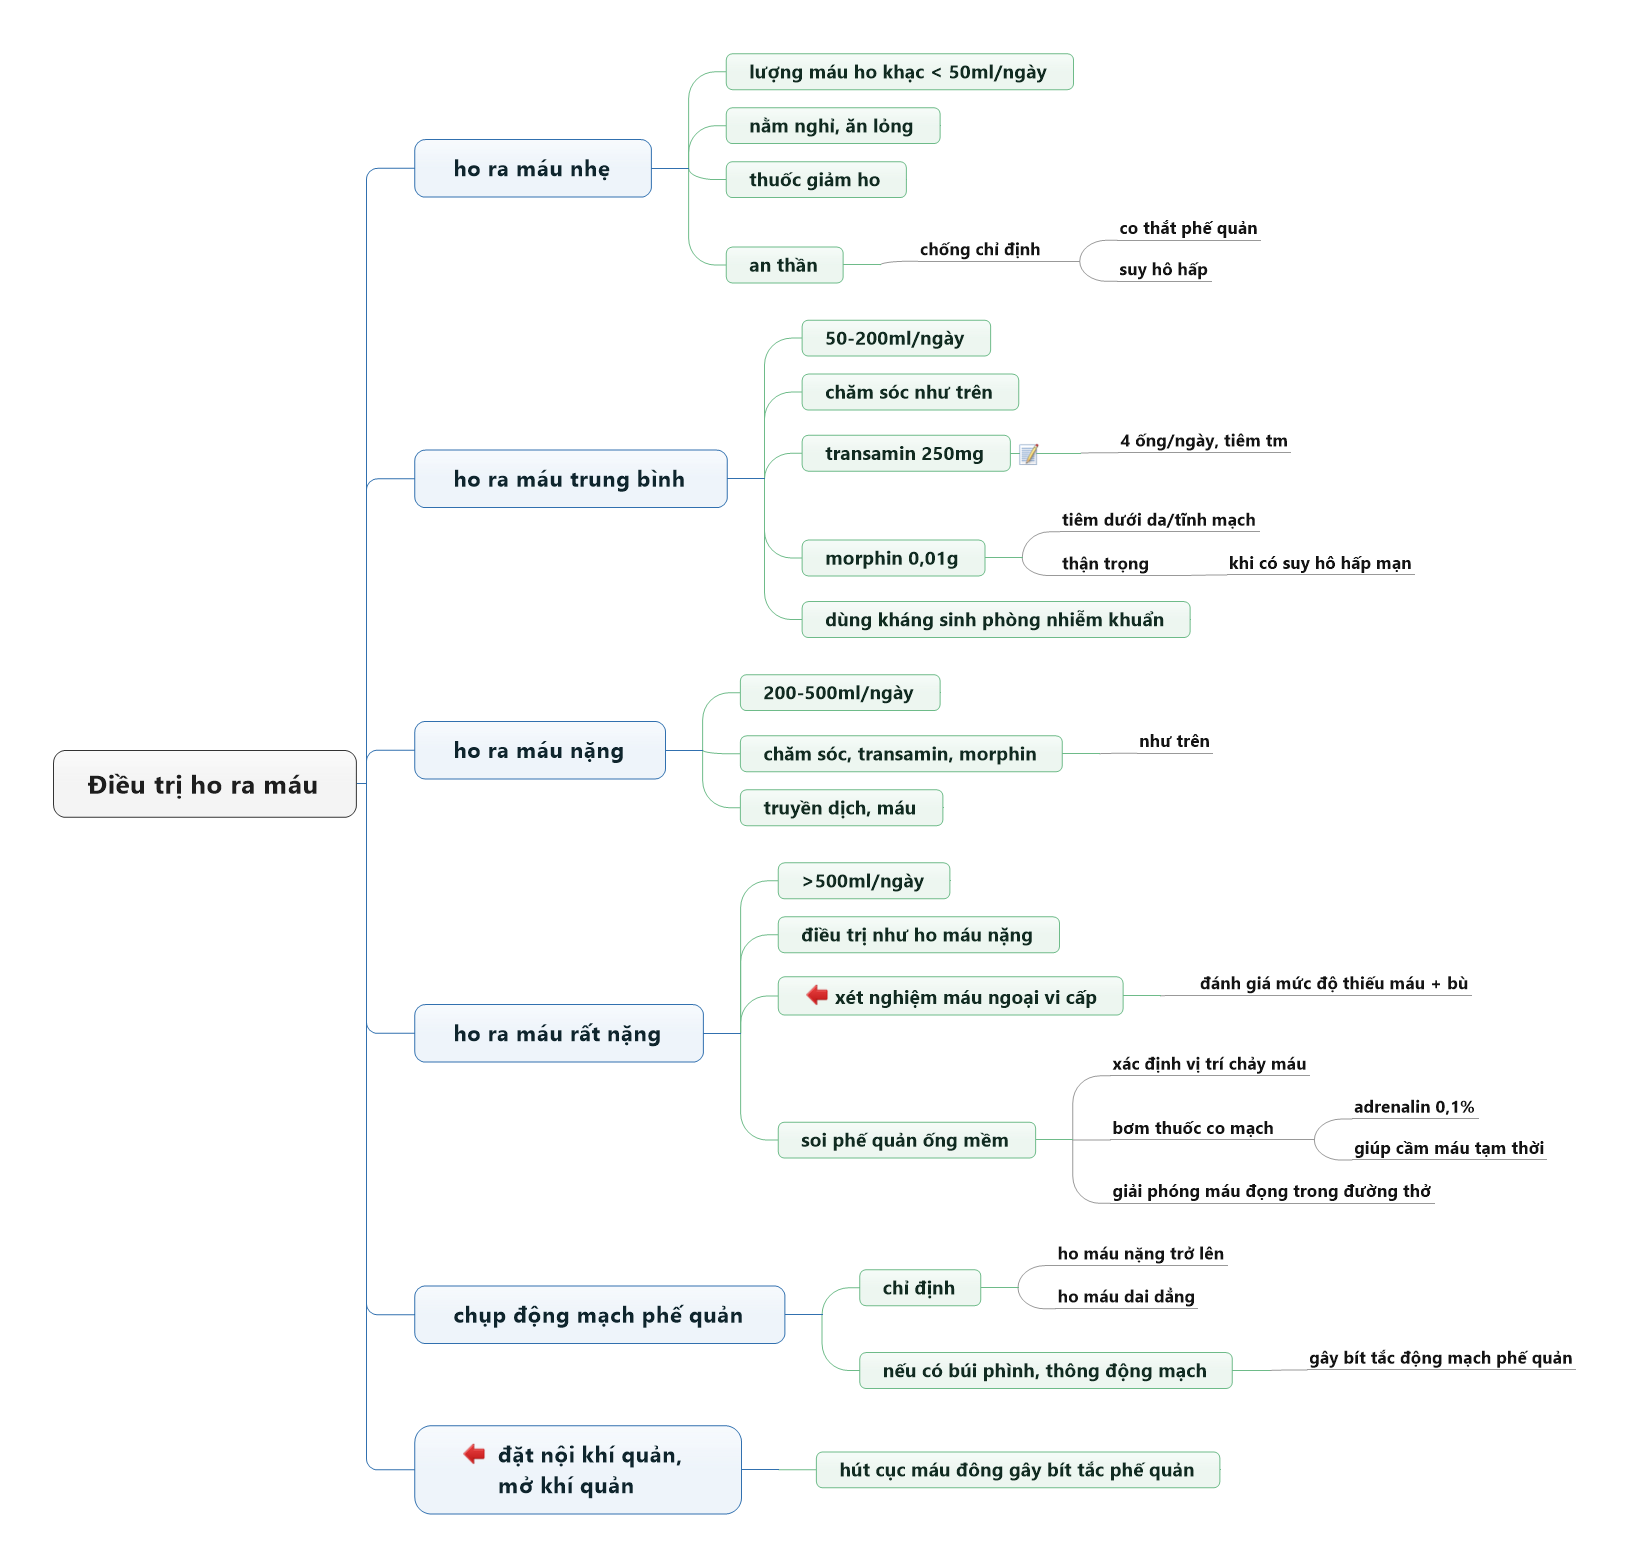 Điều trị ho ra máu
ho ra máu nhẹ
lượng máu ho khạc < 50ml/ngày
nằm nghỉ, ăn lỏng
thuốc giảm ho
an thần
chống chỉ định
co thắt phế quản
suy hô hấp
ho ra máu trung bình
50-200ml/ngày
chăm sóc như trên
transamin 250mg
4 ống/ngày, tiêm tm
morphin 0,01g
tiêm dưới da/tĩnh mạch
thận trọng
khi có suy hô hấp mạn
dùng kháng sinh phòng nhiễm khuẩn
ho ra máu nặng
200-500ml/ngày
chăm sóc, transamin, morphin
như trên
truyền dịch, máu
ho ra máu rất nặng
>500ml/ngày
điều trị như ho máu nặng
xét nghiệm máu ngoại vi cấp
đánh giá mức độ thiếu máu + bù
soi phế quản ống mềm
xác định vị trí chảy máu
bơm thuốc co mạch
adrenalin 0,1%
giúp cầm máu tạm thời
giải phóng máu đọng trong đường thở
chụp động mạch phế quản
chỉ định
ho máu nặng trở lên
ho máu dai dẳng
nếu có búi phình, thông động mạch
gây bít tắc động mạch phế quản
đặt nội khí quản,
mở khí quản
hút cục máu đông gây bít tắc phế quản